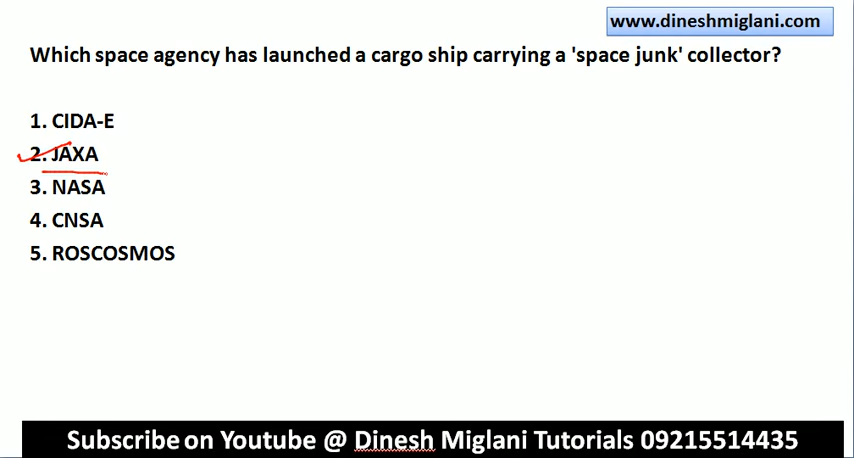 www.dineshmiglani.com
Which space agency has launched a cargo ship carrying a 'space junk' collector?
1. CIDA-E
2. JAXA
3. NASA
4. CNSA
5. ROSCOSMOS
Subscribe on Youtube @ Dinesh Miglani Tutorials 09215514435